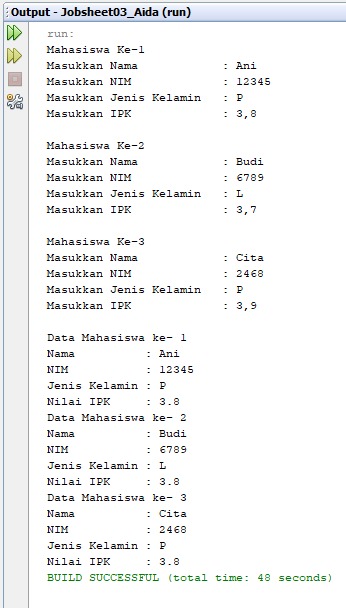 Output - Jobsheet03_Aida (run)
run:
Mahasiswa Ke-1
Masukkan Nama : Ani
Masukkan NIM : 12345
Masukkan Jenis Kelamin : P
Masukkan IPK : 3,8
Mahasiswa Ke-2
Masukkan Nama : Budi
Masukkan NIM : 6789
Masukkan Jenis Kelamin : L
Masukkan IPK : 3,7
Mahasiswa Ke-3
Masukkan Nama : Cita
Masukkan NIM : 2468
Masukkan Jenis Kelamin : P
Masukkan IPK : 3,9
Data Mahasiswa ke- 1
Nama : Ani
NIM : 12345
Jenis Kelamin : P
Nilai IPK : 3.8
Data Mahasiswa ke- 2
Nama : Budi
NIM : 6789
Jenis Kelamin : L
Nilai IPK : 3.8
Data Mahasiswa ke- 3
Nama : Cita
NIM : 2468
Jenis Kelamin : P
Nilai IPK : 3.8
BUILD SUCCESSFUL (total time: 48 seconds)